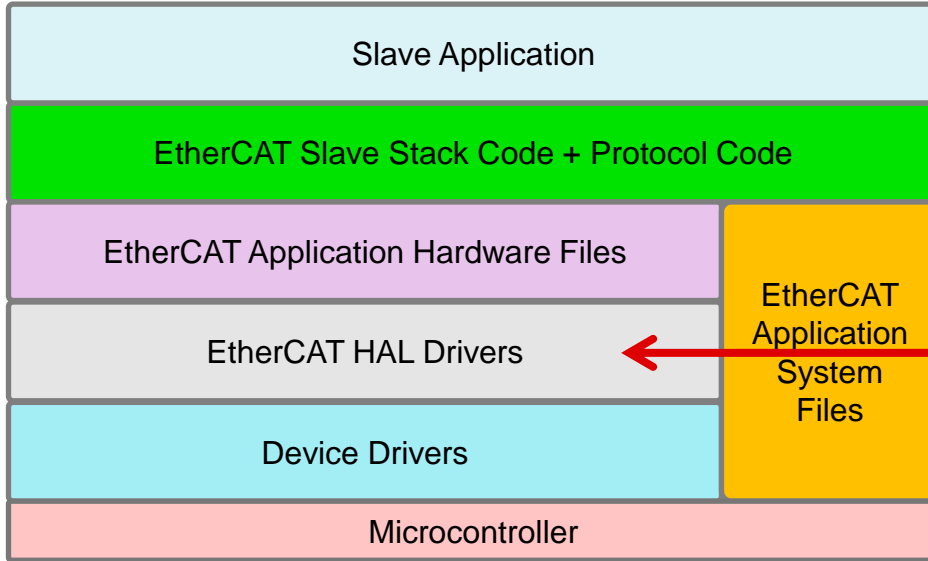 Slave Application
EtherCAT Slave Stack Code + Protocol Code
EtherCAT Application Hardware Files
EtherCAT HAL Drivers
Device Drivers
EtherCAT
Application
System
Files
Microcontroller